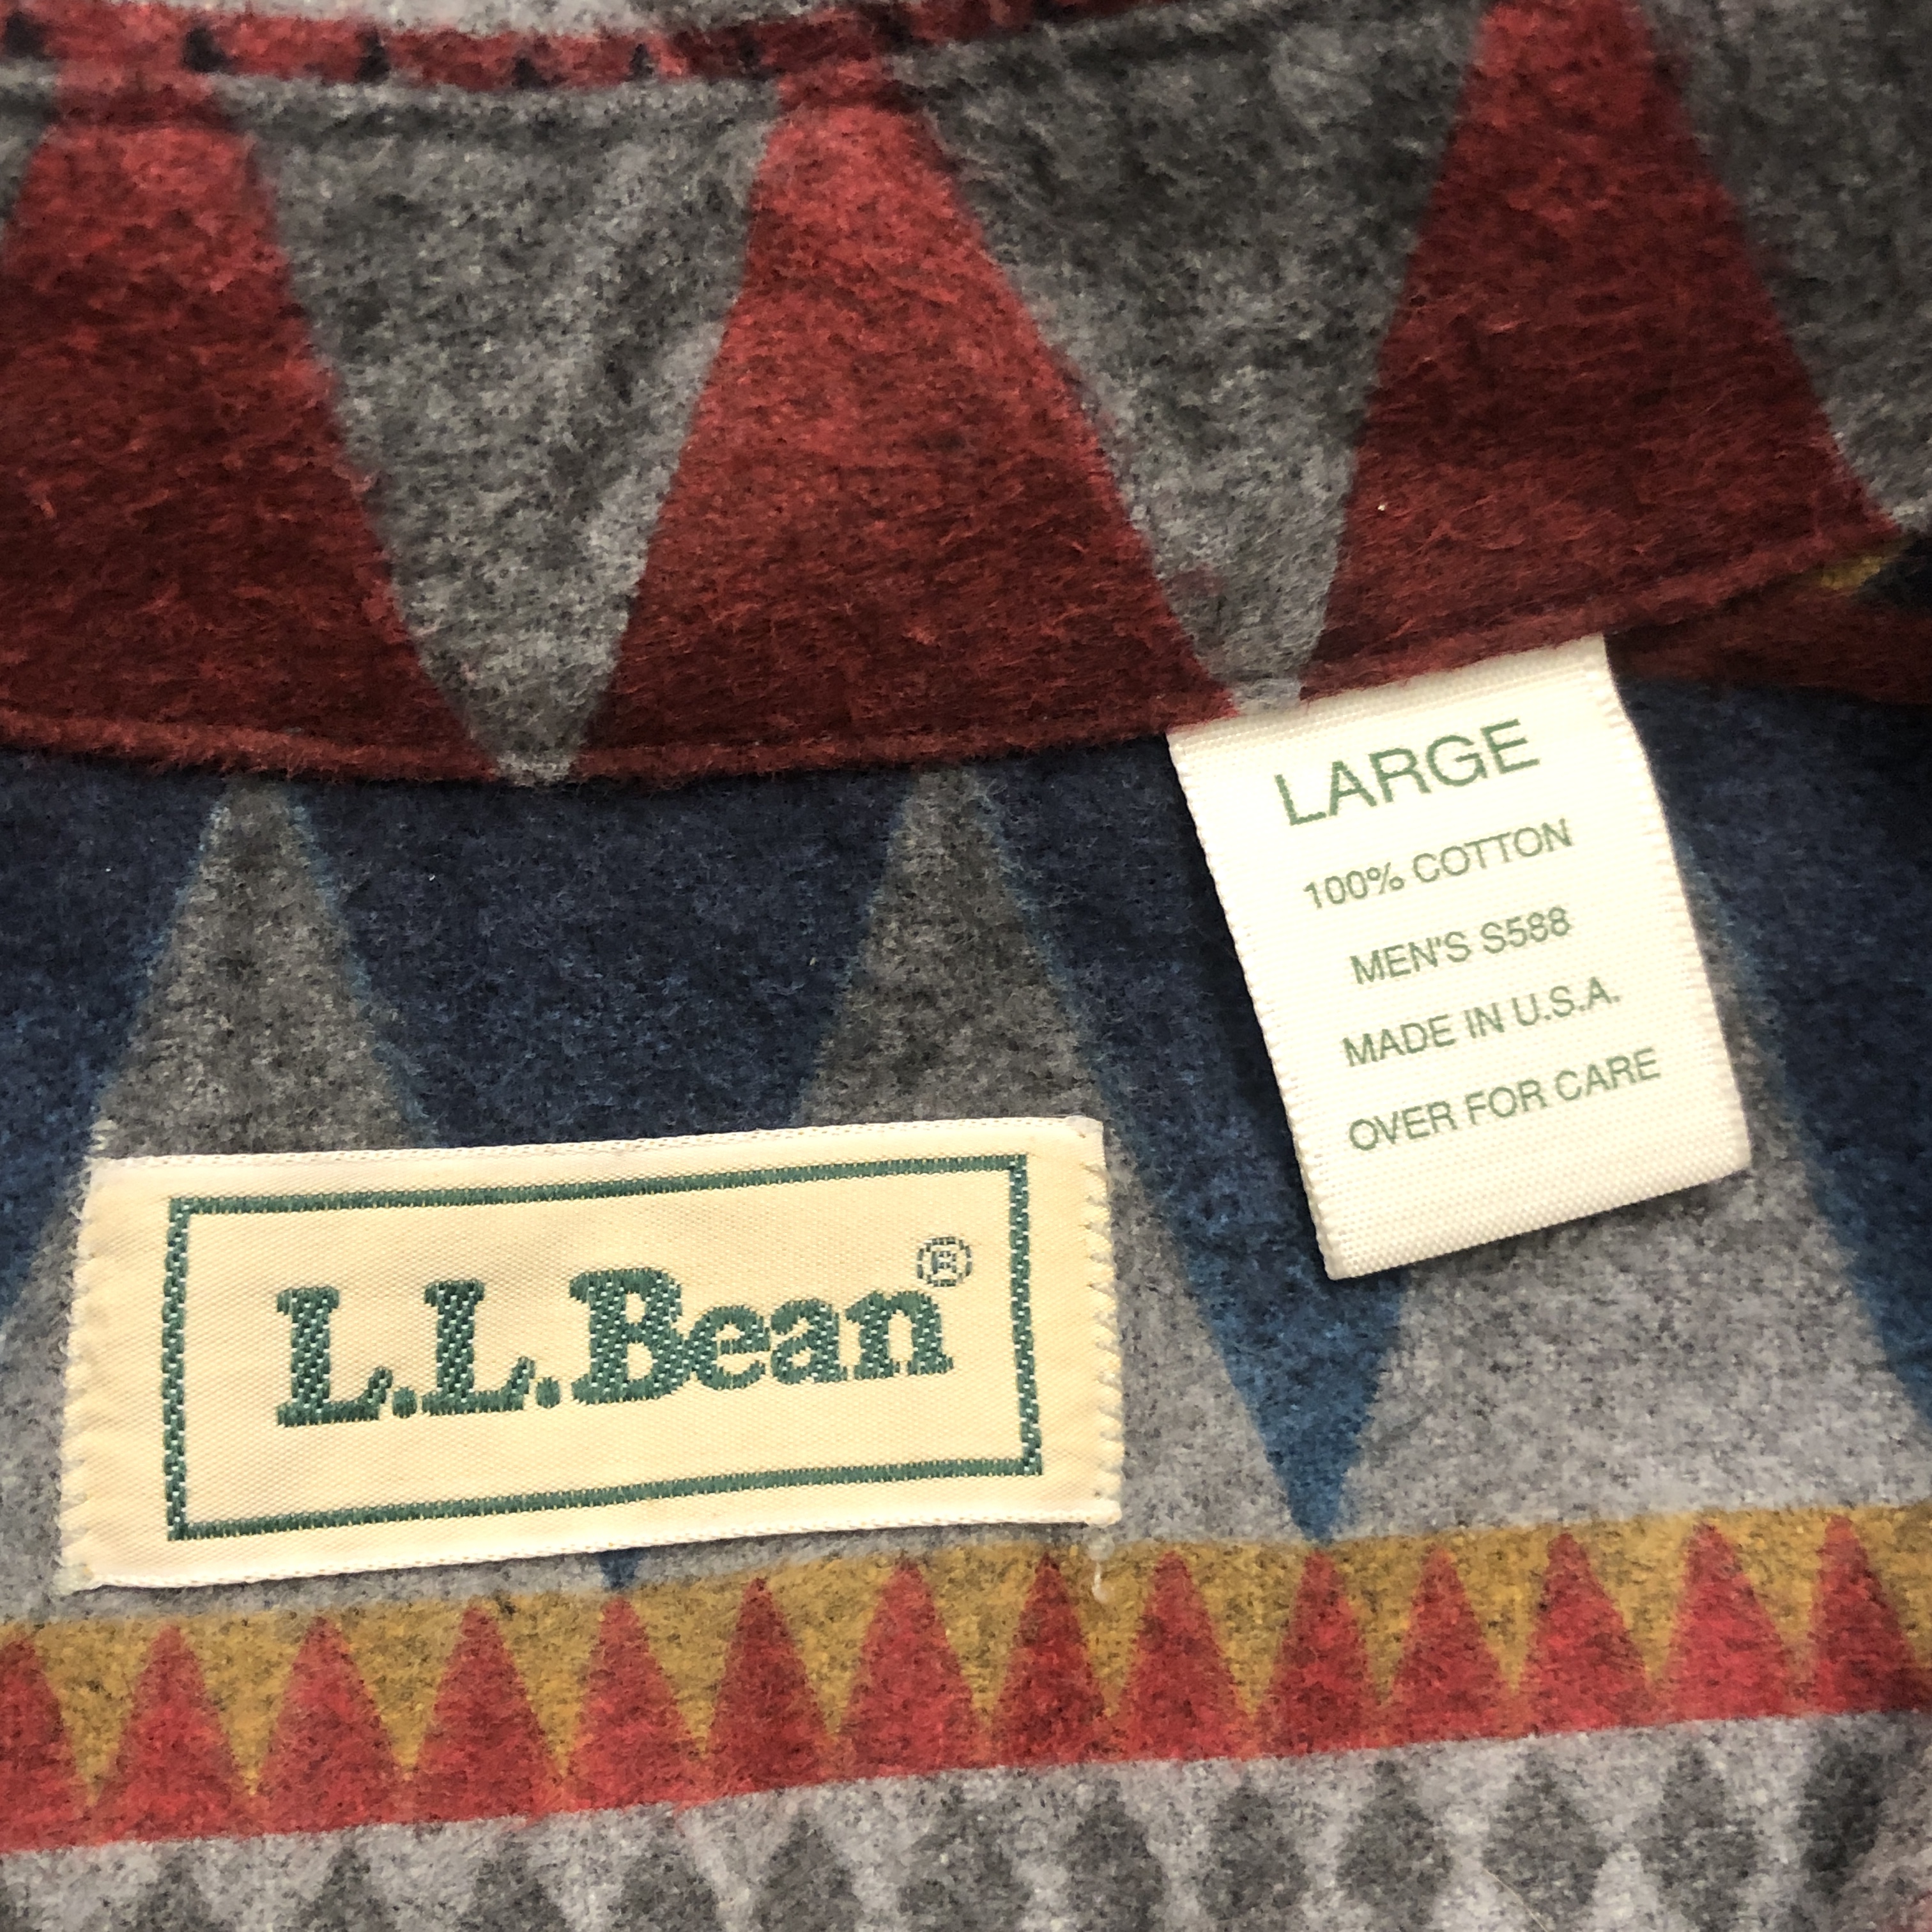 LARGE
100% COTTON
MEN'S S588
MADE IN U.S.A.
OVER FOR CARE
L.L.Bean®